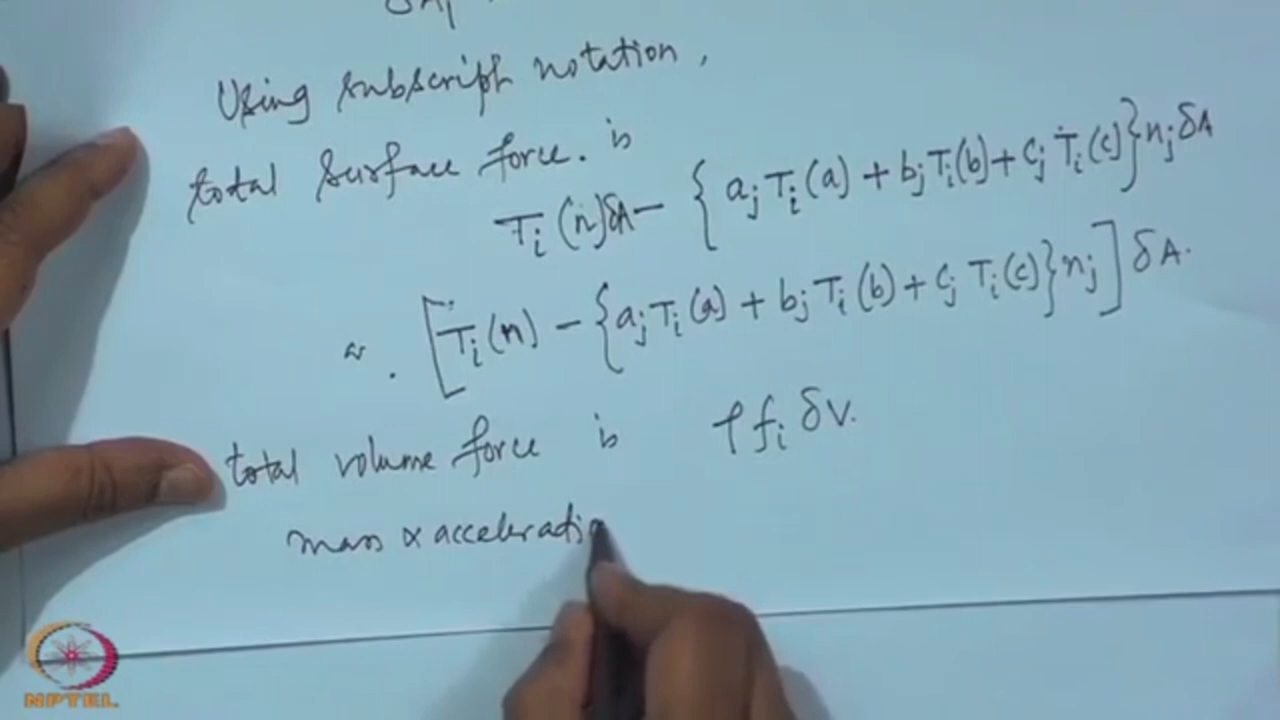 Using subscript notation,
total surface force. is
Tᵢ(n)δA − { aⱼTᵢ(a) + bⱼTᵢ(b) + cⱼTᵢ(c)}nⱼδA
[Tᵢ(n) − {aⱼTᵢ(a) + bⱼTᵢ(b) + cⱼTᵢ(c)}nⱼ]δA.
total volume force is ρfᵢδV.
mass × acceleratio
NPTEL